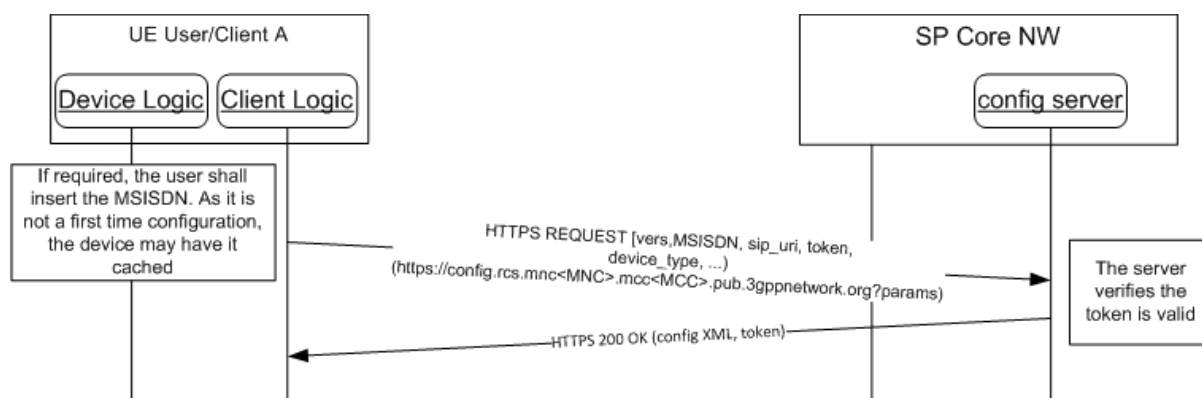 UE User/Client A
SP Core NW
Device Logic
Client Logic
config server
If required, the user shall
insert the MSISDN. As it is
not a first time configuration,
the device may have it
cached
HTTPS REQUEST [vers,MSISDN, sip_uri, token,
device_type, ...)
(https://config.rcs.mnc<MNC>.mcc<MCC>.pub.3gppnetwork.org?params)
The server
verifies the
token is valid
HTTPS 200 OK (config XML, token)